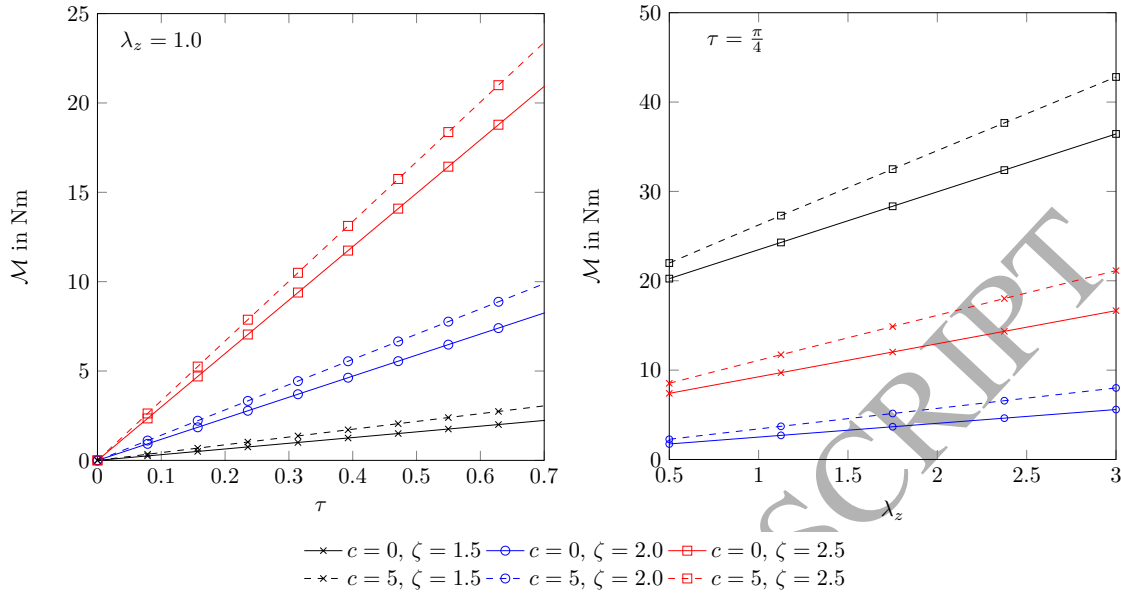 λ_z = 1.0
25
20
15
10
5
0
0 0.1 0.2 0.3 0.4 0.5 0.6 0.7
τ
ℳ in Nm
τ = π/4
50
40
30
20
10
0
0.5 1 1.5 2 2.5 3
λ_z
ℳ in Nm
SCRIPT
c = 0, ζ = 1.5 c = 0, ζ = 2.0 c = 0, ζ = 2.5
c = 5, ζ = 1.5 c = 5, ζ = 2.0 c = 5, ζ = 2.5